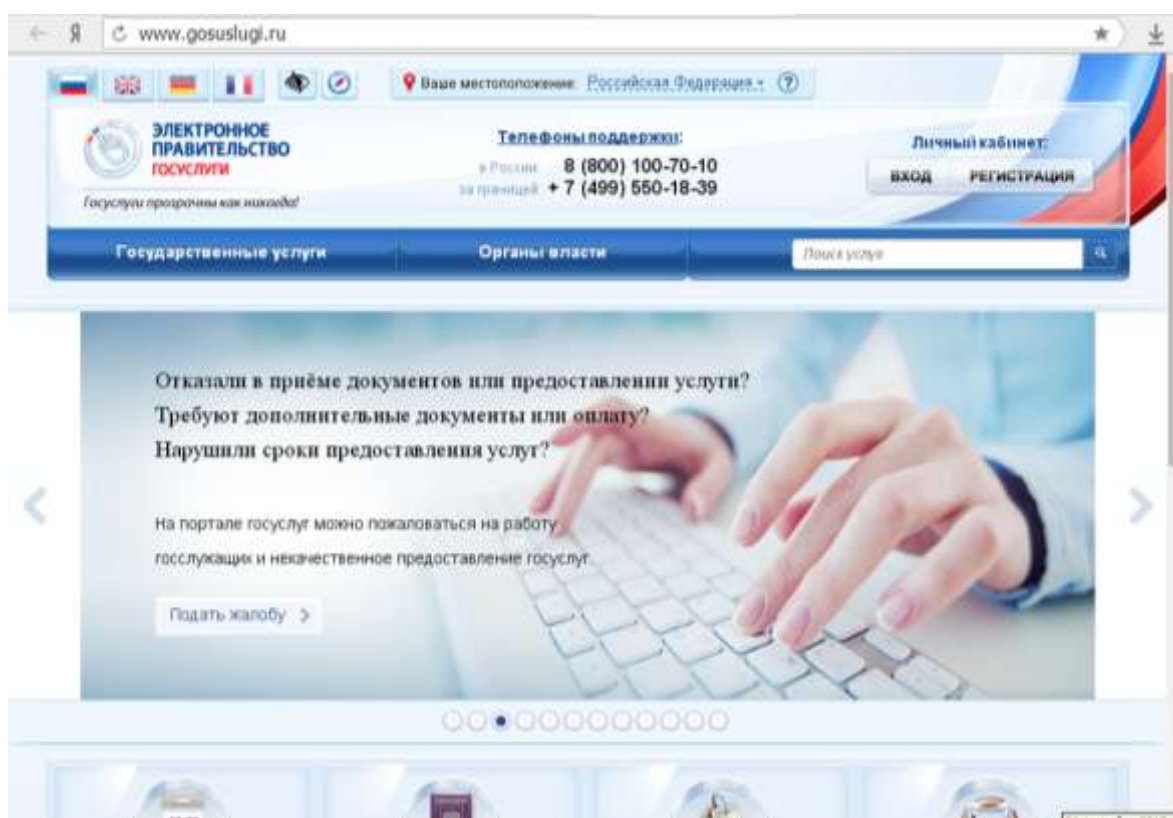 Я www.gosuslugi.ru
Ваше местоположение: Российская Федерация ?
ЭЛЕКТРОННОЕ
ПРАВИТЕЛЬСТВО
ГОСУСЛУГИ
Госуслуги прозрачны как никогда!
Телефоны поддержки:
в России: 8 (800) 100-70-10
за границей: + 7 (499) 550-18-39
Личный кабинет:
ВХОД РЕГИСТРАЦИЯ
Государственные услуги Органы власти Поиск услуг
Отказали в приёме документов или предоставлении услуги?
Требуют дополнительные документы или оплату?
Нарушили сроки предоставления услуг?
На портале госуслуг можно пожаловаться на работу
госслужащих и некачественное предоставление госуслуг
Подать жалобу >